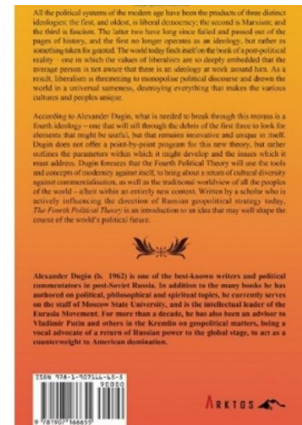 All the political systems of the modern age have been the products of three distinct
ideologies: the first, and oldest, is liberal democracy; the second is Marxism; and
the third is fascism. The latter two have long since failed and passed out of the
pages of history, and the first no longer operates as an ideology, but rather as
something taken for granted. The world today finds itself on the brink of a post-political
reality – one in which the values of liberalism are so deeply embedded that the
average person is not aware that there is an ideology at work around him. As a
result, liberalism is threatening to monopolise political discourse and drown the
world in a universal sameness, destroying everything that makes the various
cultures and peoples unique.
According to Alexander Dugin, what is needed to break through this morass is a
fourth ideology – one that will sift through the debris of the first three to look for
elements that might be useful, but that remains innovative and unique in itself.
Dugin does not offer a point-by-point program for this new theory, but rather
outlines the parameters within which it might develop and the issues which it
must address. Dugin foresees that the Fourth Political Theory will use the tools
and concepts of modernity against itself, to bring about a return of cultural diversity
against commercialisation, as well as the traditional worldview of all the peoples
of the world – albeit within an entirely new context. Written by a scholar who is
actively influencing the direction of Russian geopolitical strategy today,
The Fourth Political Theory is an introduction to an idea that may well shape the
course of the world's political future.
Alexander Dugin (b. 1962) is one of the best-known writers and political
commentators in post-Soviet Russia. In addition to the many books he has
authored on political, philosophical and spiritual topics, he currently serves
on the staff of Moscow State University, and is the intellectual leader of the
Eurasia Movement. For more than a decade, he has also been an advisor to
Vladimir Putin and others in the Kremlin on geopolitical matters, being a
vocal advocate of a return of Russian power to the global stage, to act as a
counterweight to American domination.
ISBN 978-1-907166-65-5
90000
9 781907 166655
ARKTOS